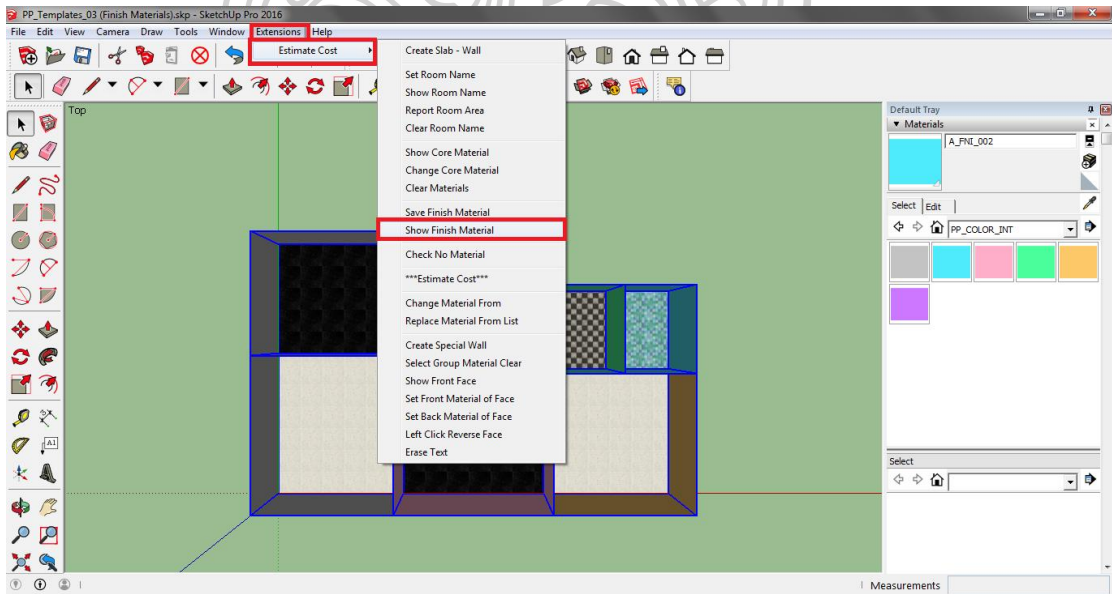 PP_Templates_03 (Finish Materials).skp - SketchUp Pro 2016
File Edit View Camera Draw Tools Window Extensions Help
Estimate Cost
Create Slab - Wall
Set Room Name
Show Room Name
Report Room Area
Clear Room Name
Show Core Material
Change Core Material
Clear Materials
Save Finish Material
Show Finish Material
Check No Material
***Estimate Cost***
Change Material From
Replace Material From List
Create Special Wall
Select Group Material Clear
Show Front Face
Set Front Material of Face
Set Back Material of Face
Left Click Reverse Face
Erase Text
Top
A1
Default Tray
Materials
A_FNI_002
Select Edit
PP_COLOR_INT
Select
Measurements